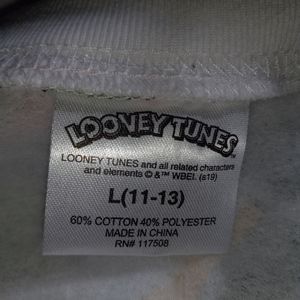 LOONEY TUNES
LOONEY TUNES and all related characters
and elements © &™ WBEI. (s19)
L(11-13)
60% COTTON 40% POLYESTER
MADE IN CHINA
RN# 117508